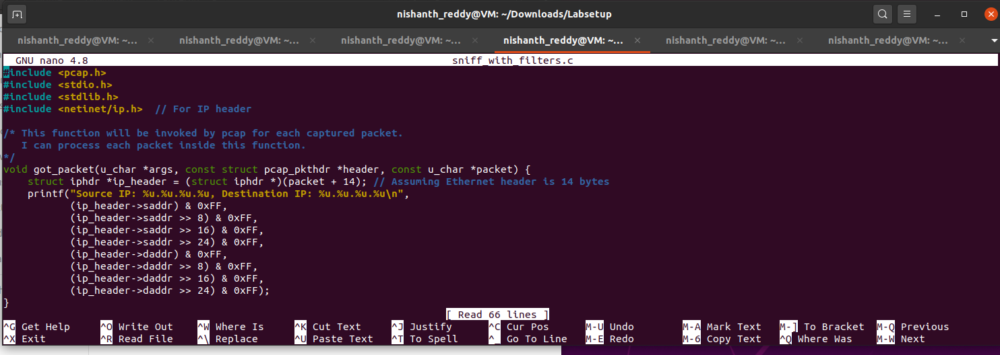 nishanth_reddy@VM: ~/Downloads/Labsetup
nishanth_reddy@VM: ~... × nishanth_reddy@VM: ~... × nishanth_reddy@VM: ~... × nishanth_reddy@VM: ~... × nishanth_reddy@VM: ~... × nishanth_reddy@VM: ~... ×
GNU nano 4.8 sniff_with_filters.c
#include <pcap.h>
#include <stdio.h>
#include <stdlib.h>
#include <netinet/ip.h>  // For IP header
/* This function will be invoked by pcap for each captured packet.
   I can process each packet inside this function.
*/
void got_packet(u_char *args, const struct pcap_pkthdr *header, const u_char *packet) {
    struct iphdr *ip_header = (struct iphdr *)(packet + 14); // Assuming Ethernet header is 14 bytes
    printf("Source IP: %u.%u.%u.%u, Destination IP: %u.%u.%u.%u\n",
           (ip_header->saddr) & 0xFF,
           (ip_header->saddr >> 8) & 0xFF,
           (ip_header->saddr >> 16) & 0xFF,
           (ip_header->saddr >> 24) & 0xFF,
           (ip_header->daddr) & 0xFF,
           (ip_header->daddr >> 8) & 0xFF,
           (ip_header->daddr >> 16) & 0xFF,
           (ip_header->daddr >> 24) & 0xFF);
}
[ Read 66 lines ]
^G Get Help ^O Write Out ^W Where Is ^K Cut Text ^J Justify ^C Cur Pos M-U Undo M-A Mark Text M-] To Bracket M-Q Previous
^X Exit ^R Read File ^\ Replace ^U Paste Text ^T To Spell ^_ Go To Line M-E Redo M-6 Copy Text ^Q Where Was M-W Next